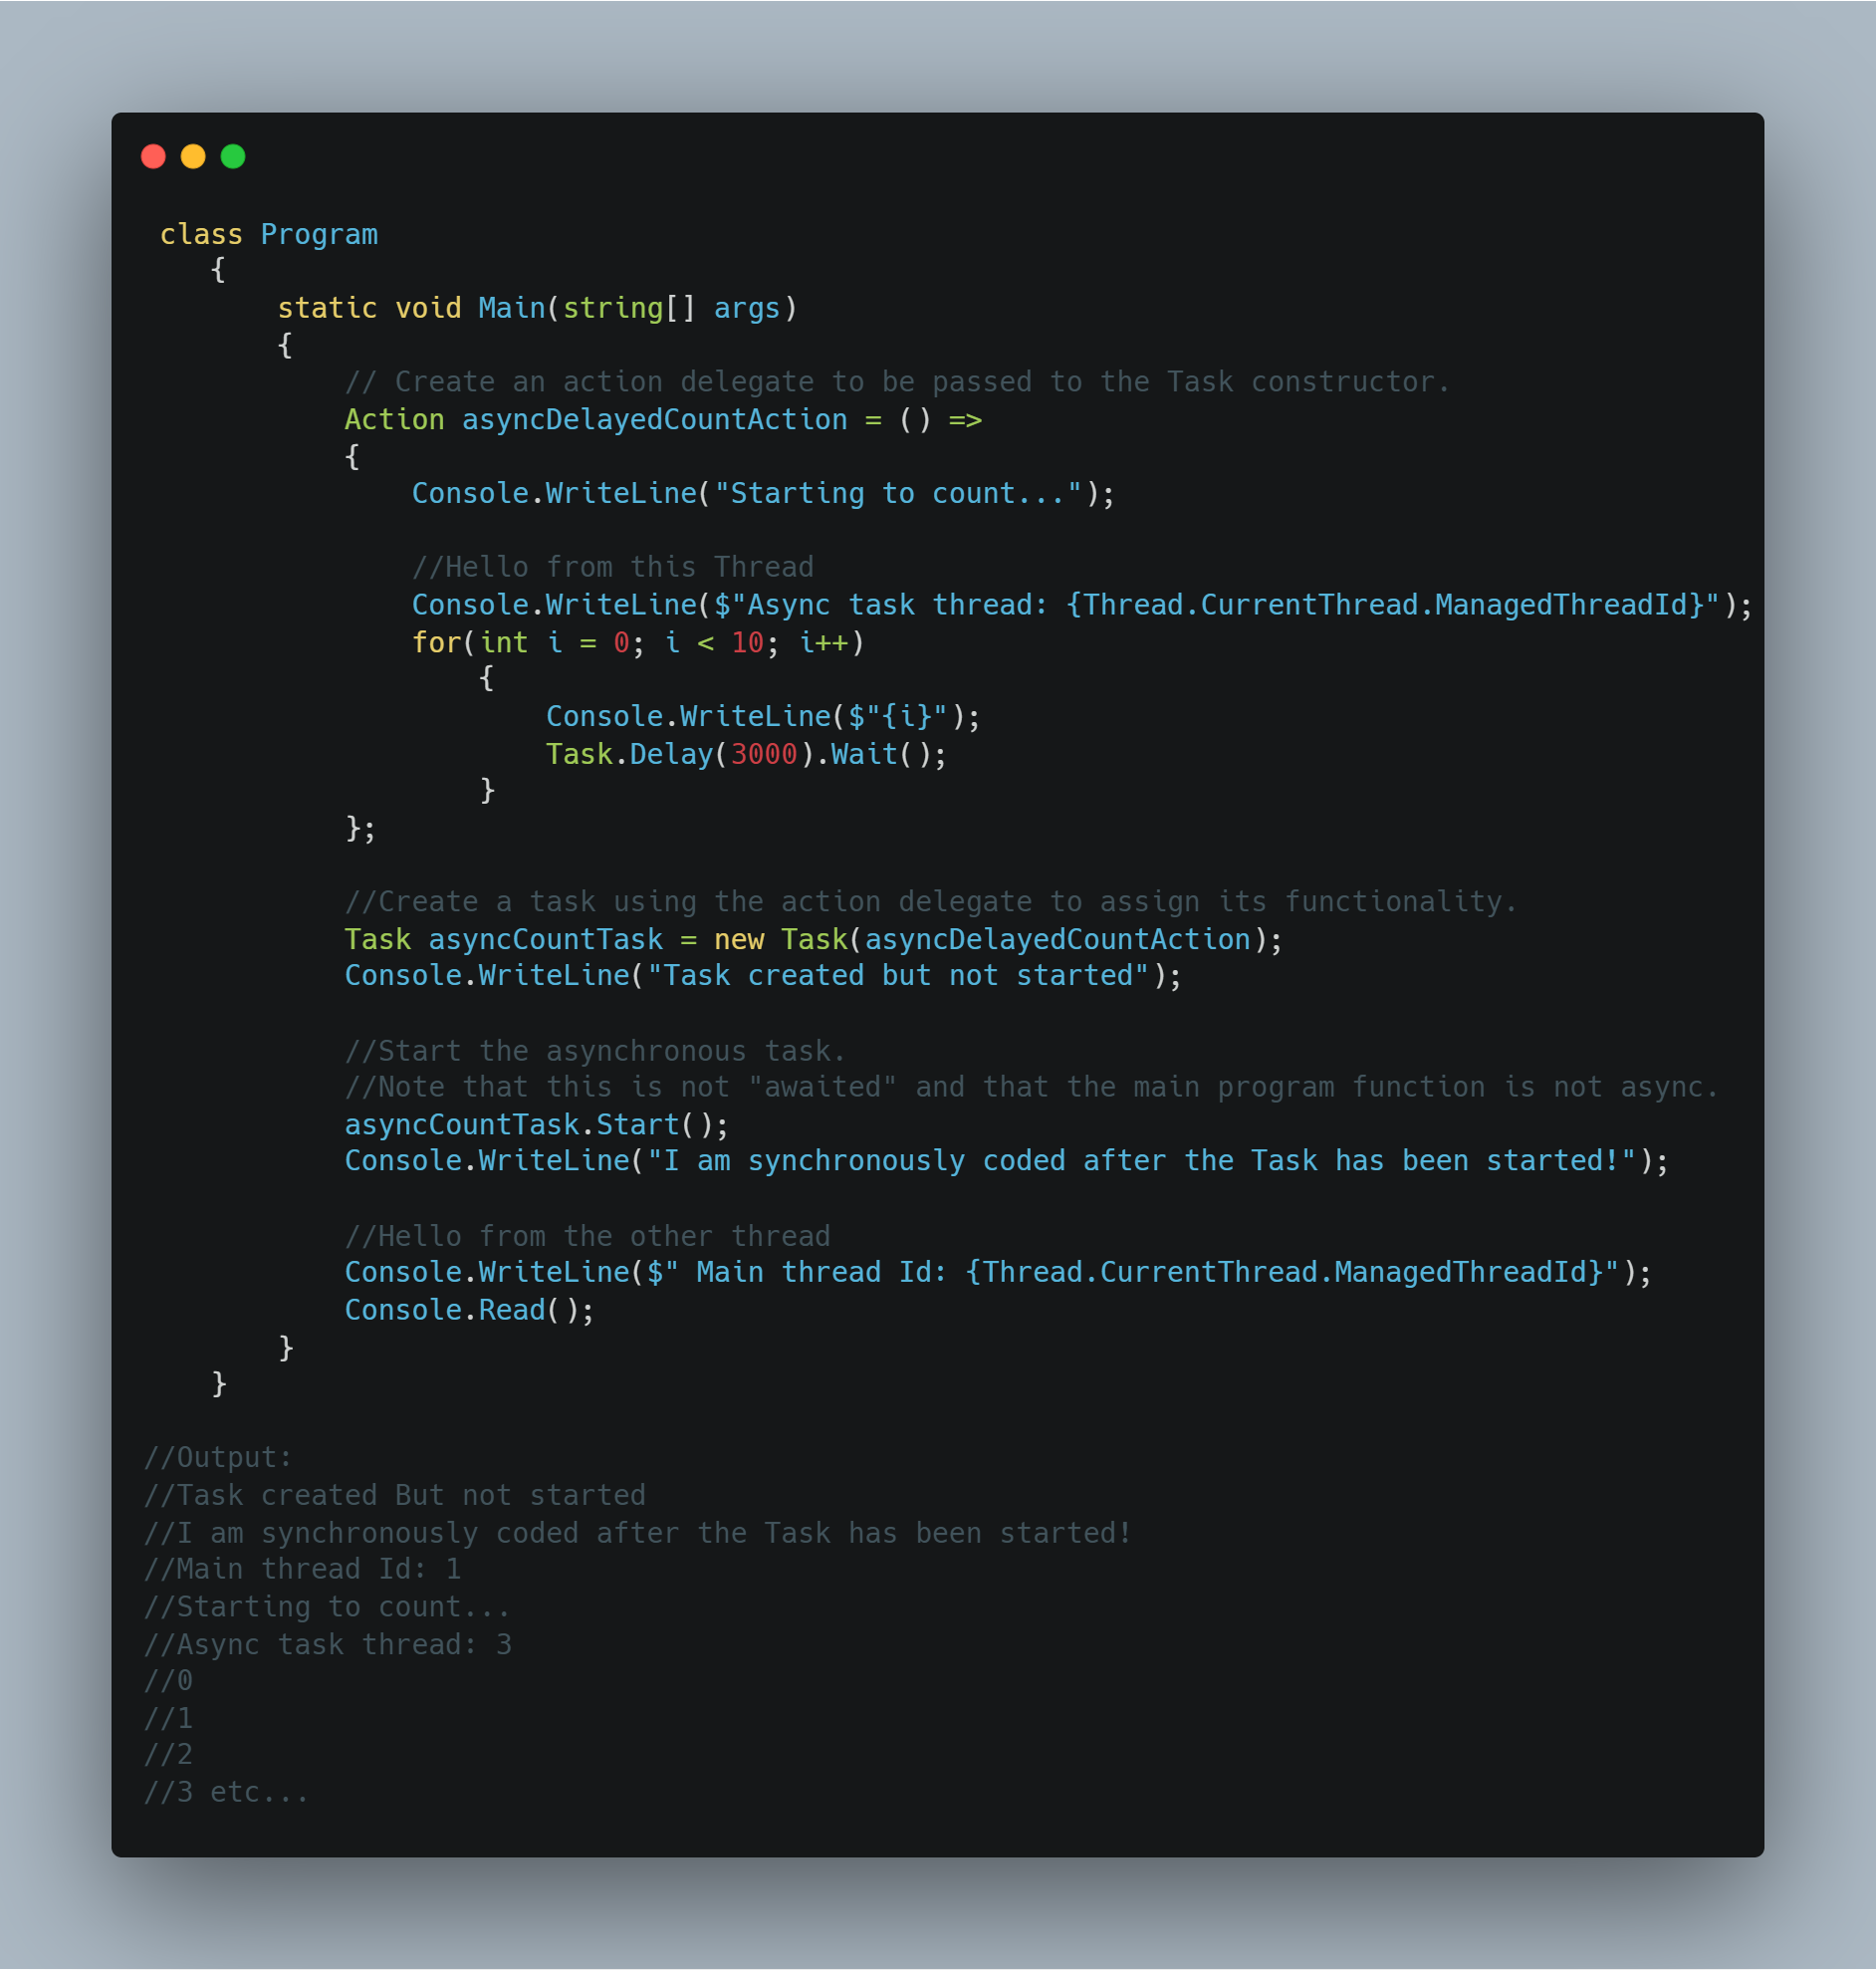 class Program
{
static void Main(string[] args)
{
// Create an action delegate to be passed to the Task constructor.
Action asyncDelayedCountAction = () =>
{
Console.WriteLine("Starting to count...");
//Hello from this Thread
Console.WriteLine($"Async task thread: {Thread.CurrentThread.ManagedThreadId}");
for(int i = 0; i < 10; i++)
{
Console.WriteLine($"{i}");
Task.Delay(3000).Wait();
}
};
//Create a task using the action delegate to assign its functionality.
Task asyncCountTask = new Task(asyncDelayedCountAction);
Console.WriteLine("Task created but not started");
//Start the asynchronous task.
//Note that this is not "awaited" and that the main program function is not async.
asyncCountTask.Start();
Console.WriteLine("I am synchronously coded after the Task has been started!");
//Hello from the other thread
Console.WriteLine($" Main thread Id: {Thread.CurrentThread.ManagedThreadId}");
Console.Read();
}
}
//Output:
//Task created But not started
//I am synchronously coded after the Task has been started!
//Main thread Id: 1
//Starting to count...
//Async task thread: 3
//0
//1
//2
//3 etc...